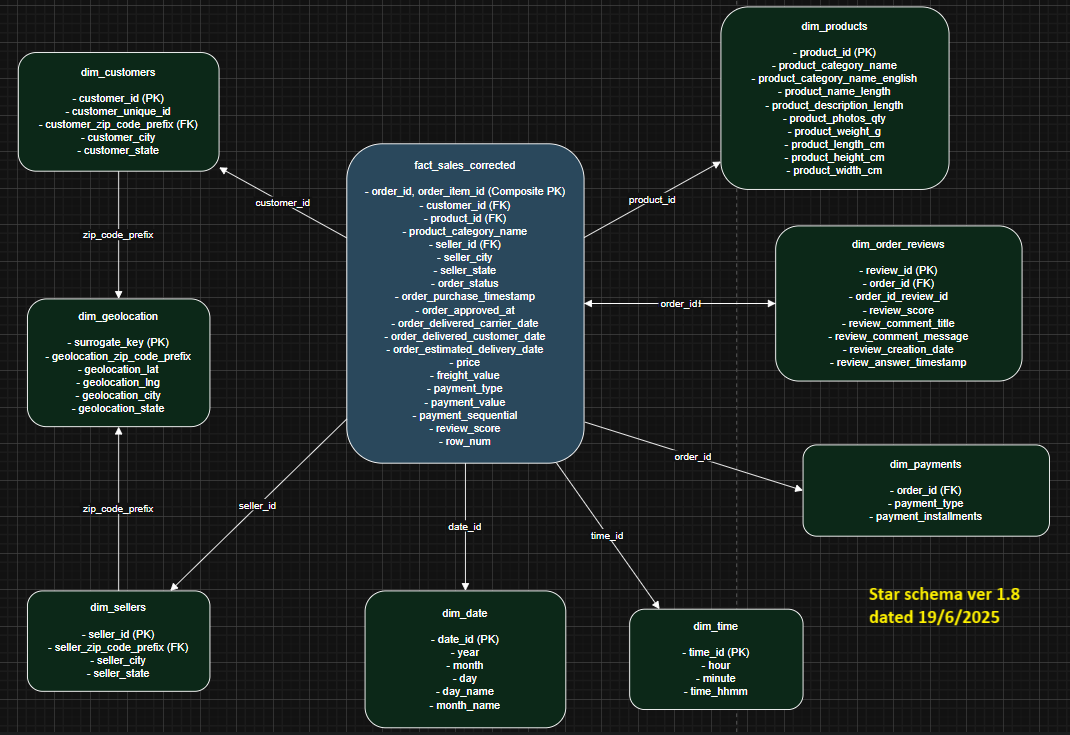 dim_customers
- customer_id (PK)
- customer_unique_id
- customer_zip_code_prefix (FK)
- customer_city
- customer_state
dim_products
- product_id (PK)
- product_category_name
- product_category_name_english
- product_name_length
- product_description_length
- product_photos_qty
- product_weight_g
- product_length_cm
- product_height_cm
- product_width_cm
fact_sales_corrected
- order_id, order_item_id (Composite PK)
- customer_id (FK)
- product_id (FK)
- product_category_name
- seller_id (FK)
- seller_city
- seller_state
- order_status
- order_purchase_timestamp
- order_approved_at
- order_delivered_carrier_date
- order_delivered_customer_date
- order_estimated_delivery_date
- price
- freight_value
- payment_type
- payment_value
- payment_sequential
- review_score
- row_num
customer_id
product_id
zip_code_prefix
dim_order_reviews
- review_id (PK)
- order_id (FK)
- order_id_review_id
- review_score
- review_comment_title
- review_comment_message
- review_creation_date
- review_answer_timestamp
order_id
dim_geolocation
- surrogate_key (PK)
- geolocation_zip_code_prefix
- geolocation_lat
- geolocation_lng
- geolocation_city
- geolocation_state
order_id
dim_payments
- order_id (FK)
- payment_type
- payment_installments
zip_code_prefix
seller_id
date_id
time_id
dim_sellers
- seller_id (PK)
- seller_zip_code_prefix (FK)
- seller_city
- seller_state
dim_date
- date_id (PK)
- year
- month
- day
- day_name
- month_name
dim_time
- time_id (PK)
- hour
- minute
- time_hhmm
Star schema ver 1.8
dated 19/6/2025